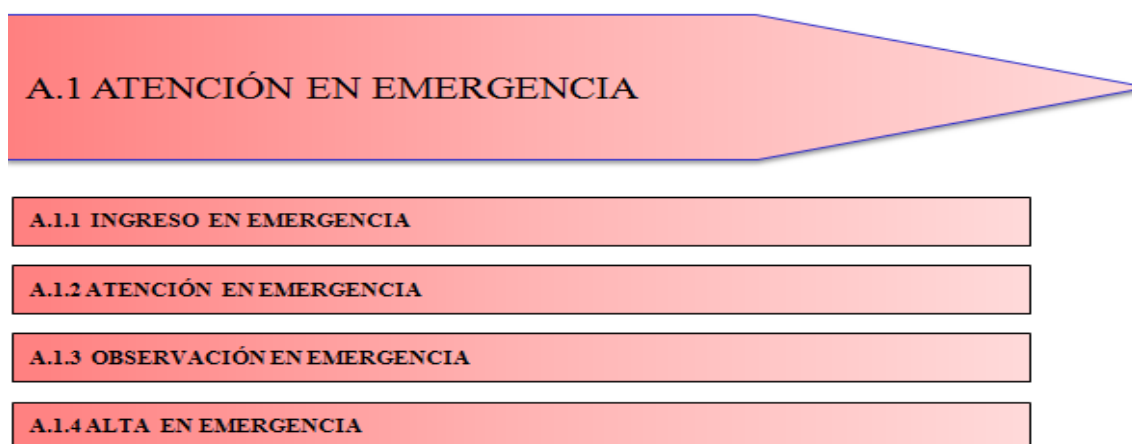 A.1 ATENCIÓN EN EMERGENCIA
A.1.1 INGRESO EN EMERGENCIA
A.1.2 ATENCIÓN EN EMERGENCIA
A.1.3 OBSERVACIÓN EN EMERGENCIA
A.1.4 ALTA EN EMERGENCIA